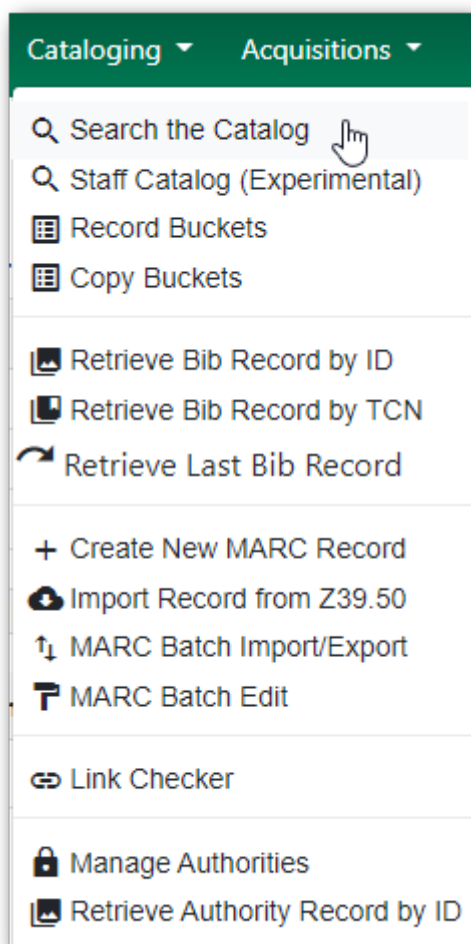 Cataloging Acquisitions
Search the Catalog
Staff Catalog (Experimental)
Record Buckets
Copy Buckets
Retrieve Bib Record by ID
Retrieve Bib Record by TCN
Retrieve Last Bib Record
Create New MARC Record
Import Record from Z39.50
MARC Batch Import/Export
MARC Batch Edit
Link Checker
Manage Authorities
Retrieve Authority Record by ID